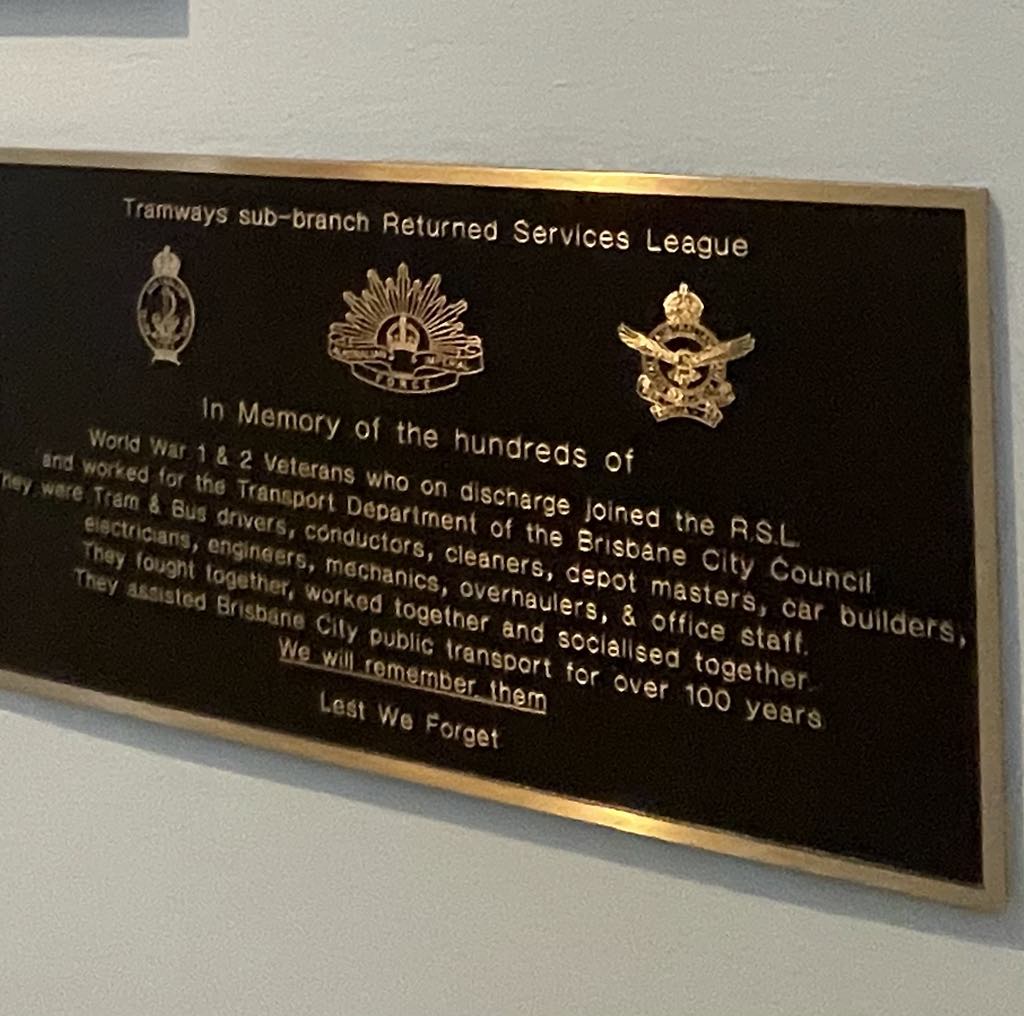 Tramways sub-branch Returned Services League
AUSTRALIAN IMPERIAL
FORCE
In Memory of the hundreds of
World War 1 & 2 Veterans who on discharge joined the R.S.L.
and worked for the Transport Department of the Brisbane City Council
They were Tram & Bus drivers, conductors, cleaners, depot masters, car builders,
electricians, engineers, mechanics, overhaulers, & office staff.
They fought together, worked together and socialised together.
They assisted Brisbane City public transport for over 100 years
We will remember them
Lest We Forget